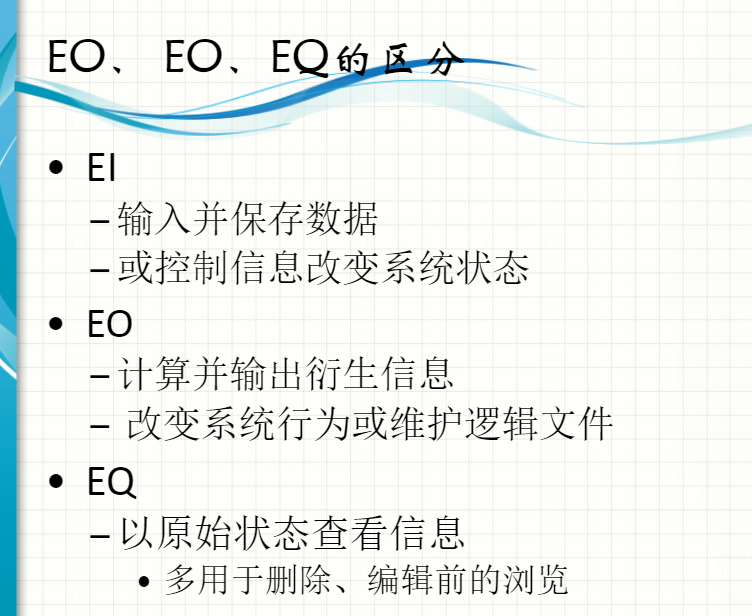 EO、 EO、EQ的区分
• EI
–输入并保存数据
–或控制信息改变系统状态
• EO
–计算并输出衍生信息
– 改变系统行为或维护逻辑文件
• EQ
–以原始状态查看信息
• 多用于删除、编辑前的浏览